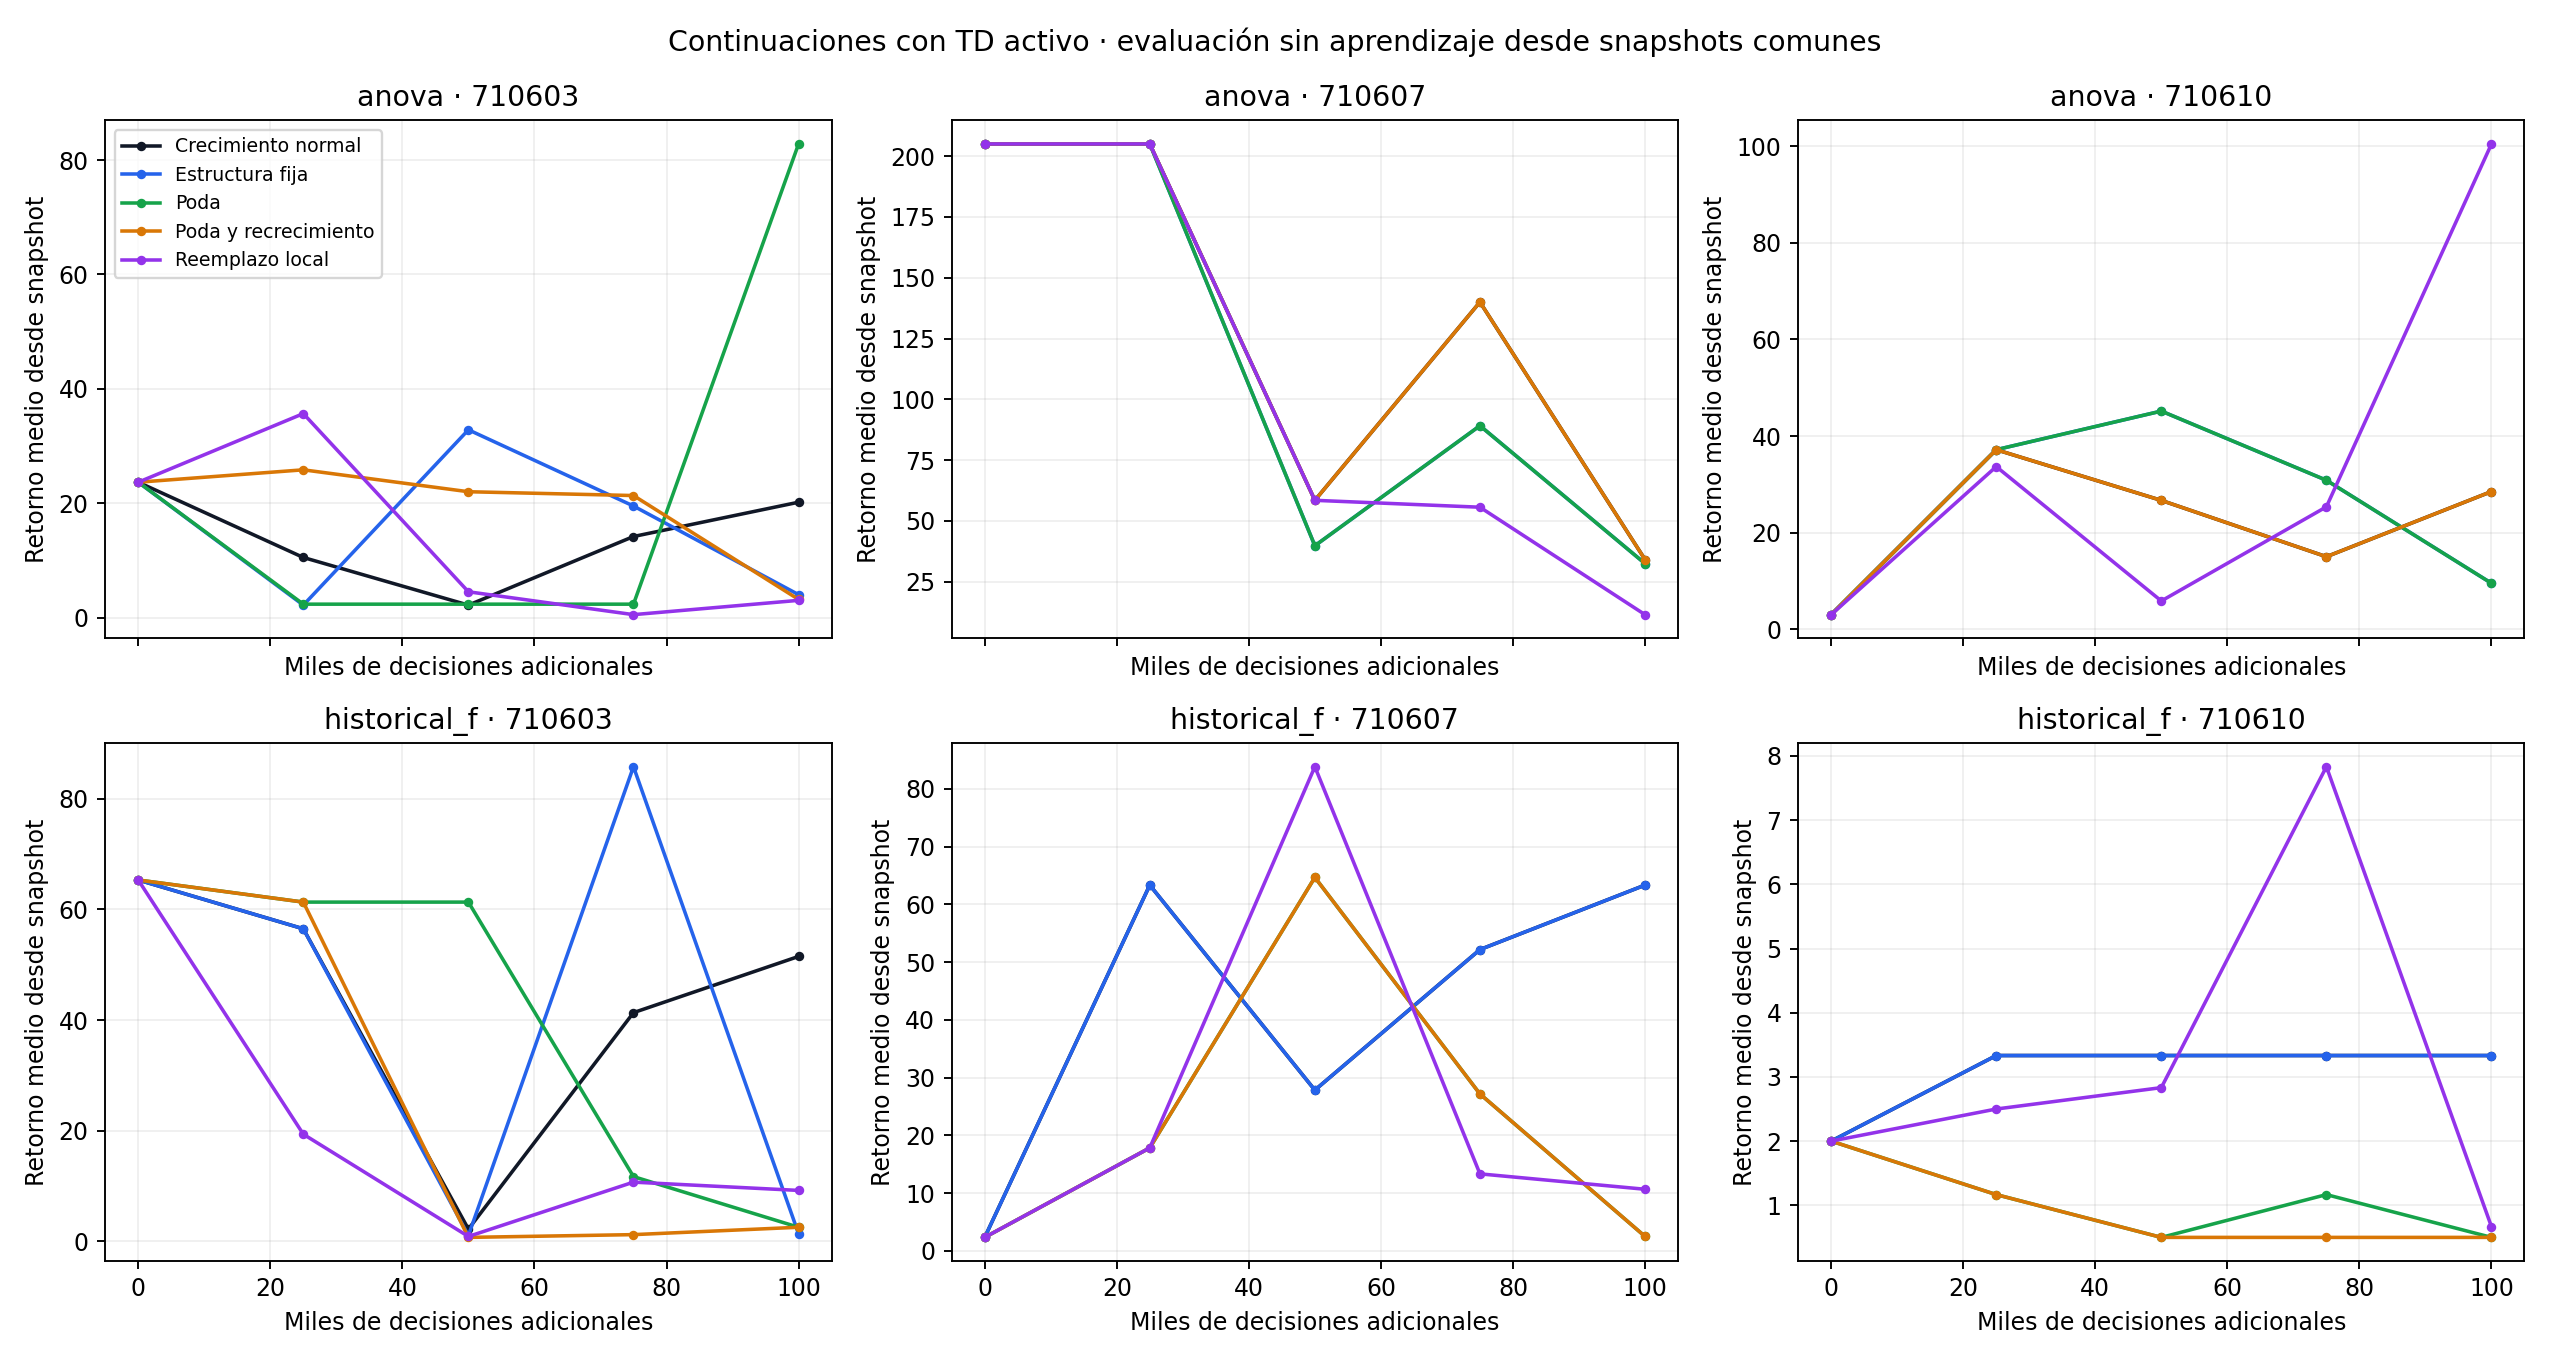 Continuaciones con TD activo · evaluación sin aprendizaje desde snapshots comunes
anova · 710603
Retorno medio desde snapshot
80
60
40
20
0
Crecimiento normal
Estructura fija
Poda
Poda y recrecimiento
Reemplazo local
Miles de decisiones adicionales
anova · 710607
Retorno medio desde snapshot
200
175
150
125
100
75
50
25
Miles de decisiones adicionales
anova · 710610
Retorno medio desde snapshot
100
80
60
40
20
0
Miles de decisiones adicionales
historical_f · 710603
Retorno medio desde snapshot
80
60
40
20
0
0 20 40 60 80 100
Miles de decisiones adicionales
historical_f · 710607
Retorno medio desde snapshot
80
70
60
50
40
30
20
10
0
0 20 40 60 80 100
Miles de decisiones adicionales
historical_f · 710610
Retorno medio desde snapshot
8
7
6
5
4
3
2
1
0 20 40 60 80 100
Miles de decisiones adicionales